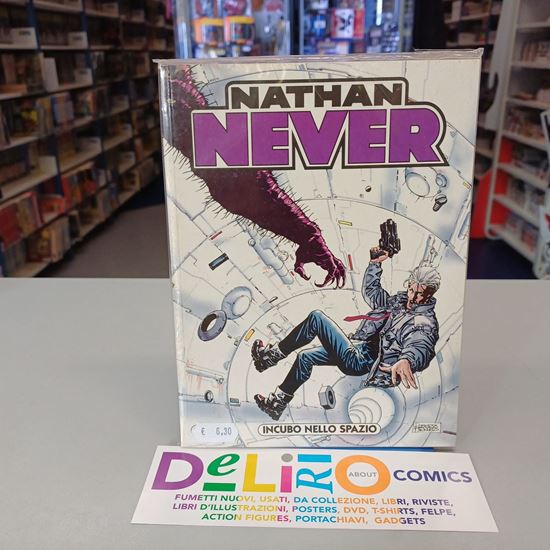 NATHAN
NEVER
€ 6,30
INCUBO NELLO SPAZIO
DeLiRiO ABOUT COMICS
FUMETTI NUOVI, USATI, DA COLLEZIONE, LIBRI, RIVISTE,
LIBRI D'ILLUSTRAZIONI, POSTERS, DVD, T-SHIRTS, FELPE,
ACTION FIGURES, PORTACHIAVI, GADGETS